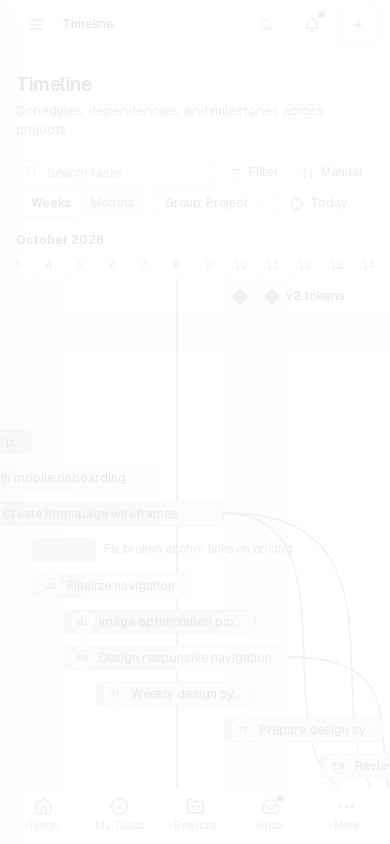 Timeline
Timeline
Schedules, dependencies, and milestones across
projects.
Search tasks
Filter
Manual
Weeks
Months
Group: Project
Today
October 2026
3 4 5 6 7 8 9 10 11 12 13 14
v2 tokens
l p...
gn mobile onboarding
Create homepage wireframes
Fix broken anchor links on pricing
JC Finalize navigation
ML Image optimization pip...
EW Design responsive navigation
TI Weekly design sy...
TI Prepare design sy...
EW Review
Home
My Tasks
Projects
Inbox
More